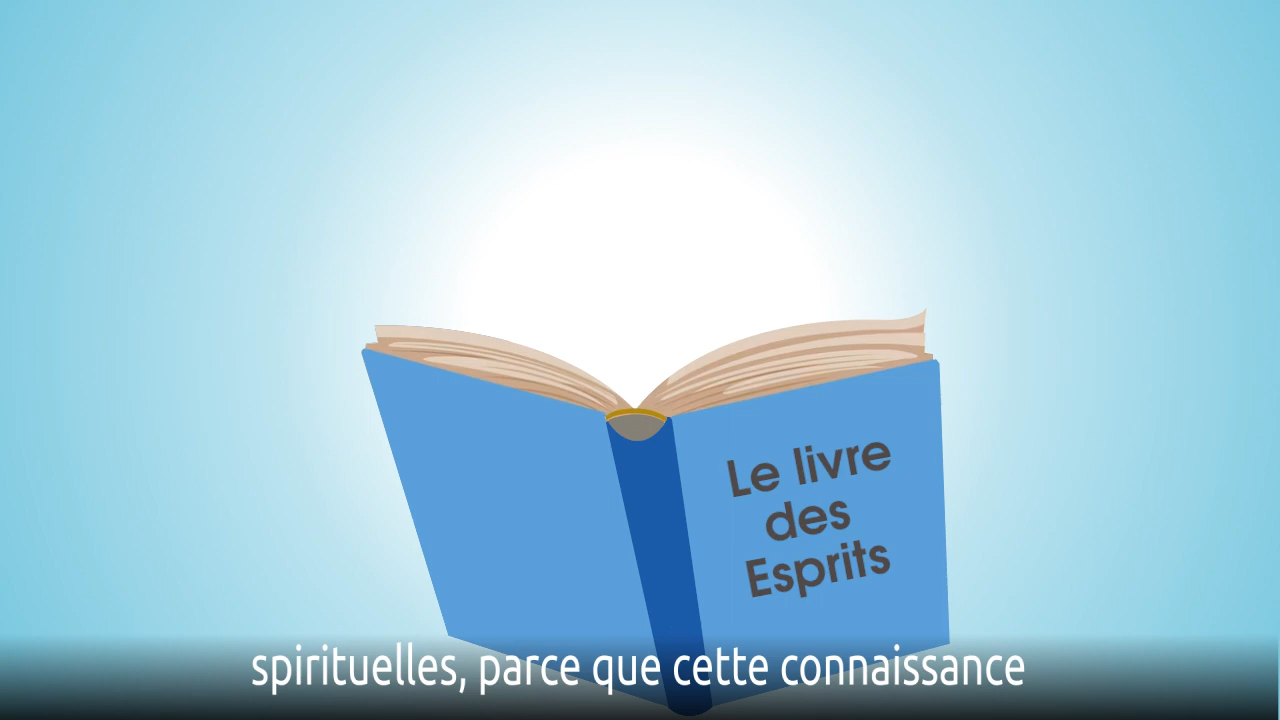 Le livre
des
Esprits
spirituelles, parce que cette connaissance